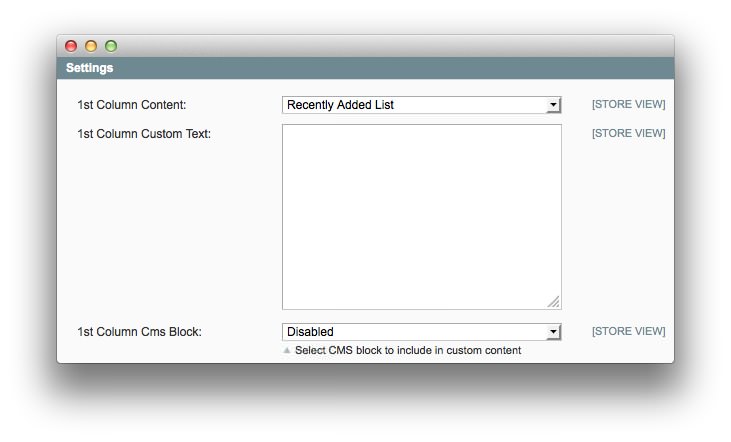 Settings
1st Column Content: Recently Added List [STORE VIEW]
1st Column Custom Text: [STORE VIEW]
1st Column Cms Block: Disabled [STORE VIEW]
Select CMS block to include in custom content